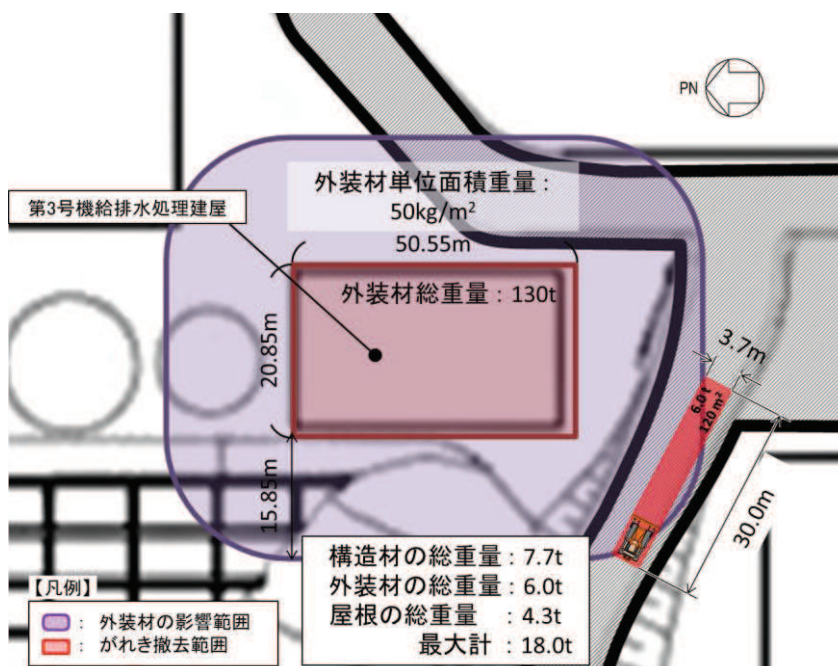 PN
外装材単位面積重量:
50kg/m²
第3号機給排水処理建屋
50.55m
外装材総重量:130t
20.85m
3.7m
6.0t
120m²
15.85m
30.0m
構造材の総重量:7.7t
外装材の総重量:6.0t
屋根の総重量 :4.3t
最大計:18.0t
【凡例】
: 外装材の影響範囲
: がれき撤去範囲